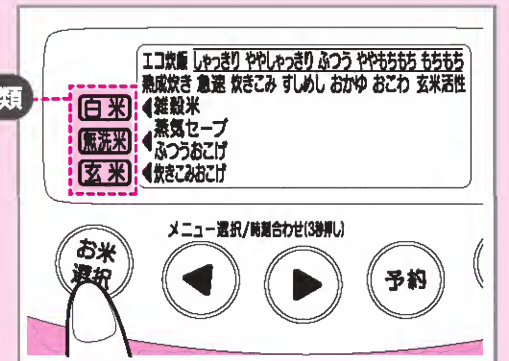 エコ炊飯 しゃっきり ややしゃっきり ふつう ややもちもち もちもち
熟成炊き 急速 炊きこみ すしめし おかゆ おこわ 玄米活性
類
白米 ◀雑穀米
◀蒸気セーブ
無洗米 ふつうおこげ
玄米 ◀炊きこみおこげ
メニュー選択/時刻合わせ(3秒押し)
お米
選択
◀ ▶ 予約